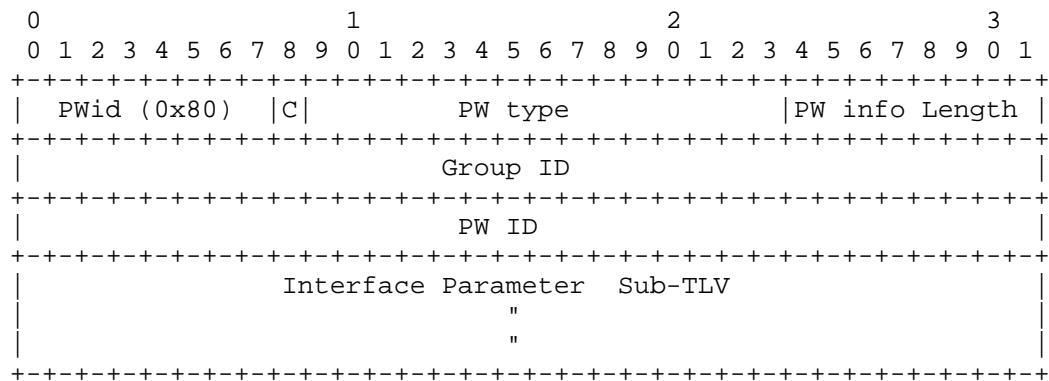 0                   1                   2                   3
 0 1 2 3 4 5 6 7 8 9 0 1 2 3 4 5 6 7 8 9 0 1 2 3 4 5 6 7 8 9 0 1
+-+-+-+-+-+-+-+-+-+-+-+-+-+-+-+-+-+-+-+-+-+-+-+-+-+-+-+-+-+-+-+-+
|  PWid (0x80)  |C|         PW type             |PW info Length |
+-+-+-+-+-+-+-+-+-+-+-+-+-+-+-+-+-+-+-+-+-+-+-+-+-+-+-+-+-+-+-+-+
|                          Group ID                             |
+-+-+-+-+-+-+-+-+-+-+-+-+-+-+-+-+-+-+-+-+-+-+-+-+-+-+-+-+-+-+-+-+
|                           PW ID                               |
+-+-+-+-+-+-+-+-+-+-+-+-+-+-+-+-+-+-+-+-+-+-+-+-+-+-+-+-+-+-+-+-+
|                Interface Parameter  Sub-TLV                   |
|                              "                                |
|                              "                                |
+-+-+-+-+-+-+-+-+-+-+-+-+-+-+-+-+-+-+-+-+-+-+-+-+-+-+-+-+-+-+-+-+